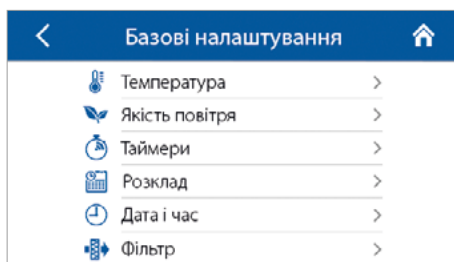 Базові налаштування
Температура
Якість повітря
Таймери
Розклад
Дата і час
Фільтр